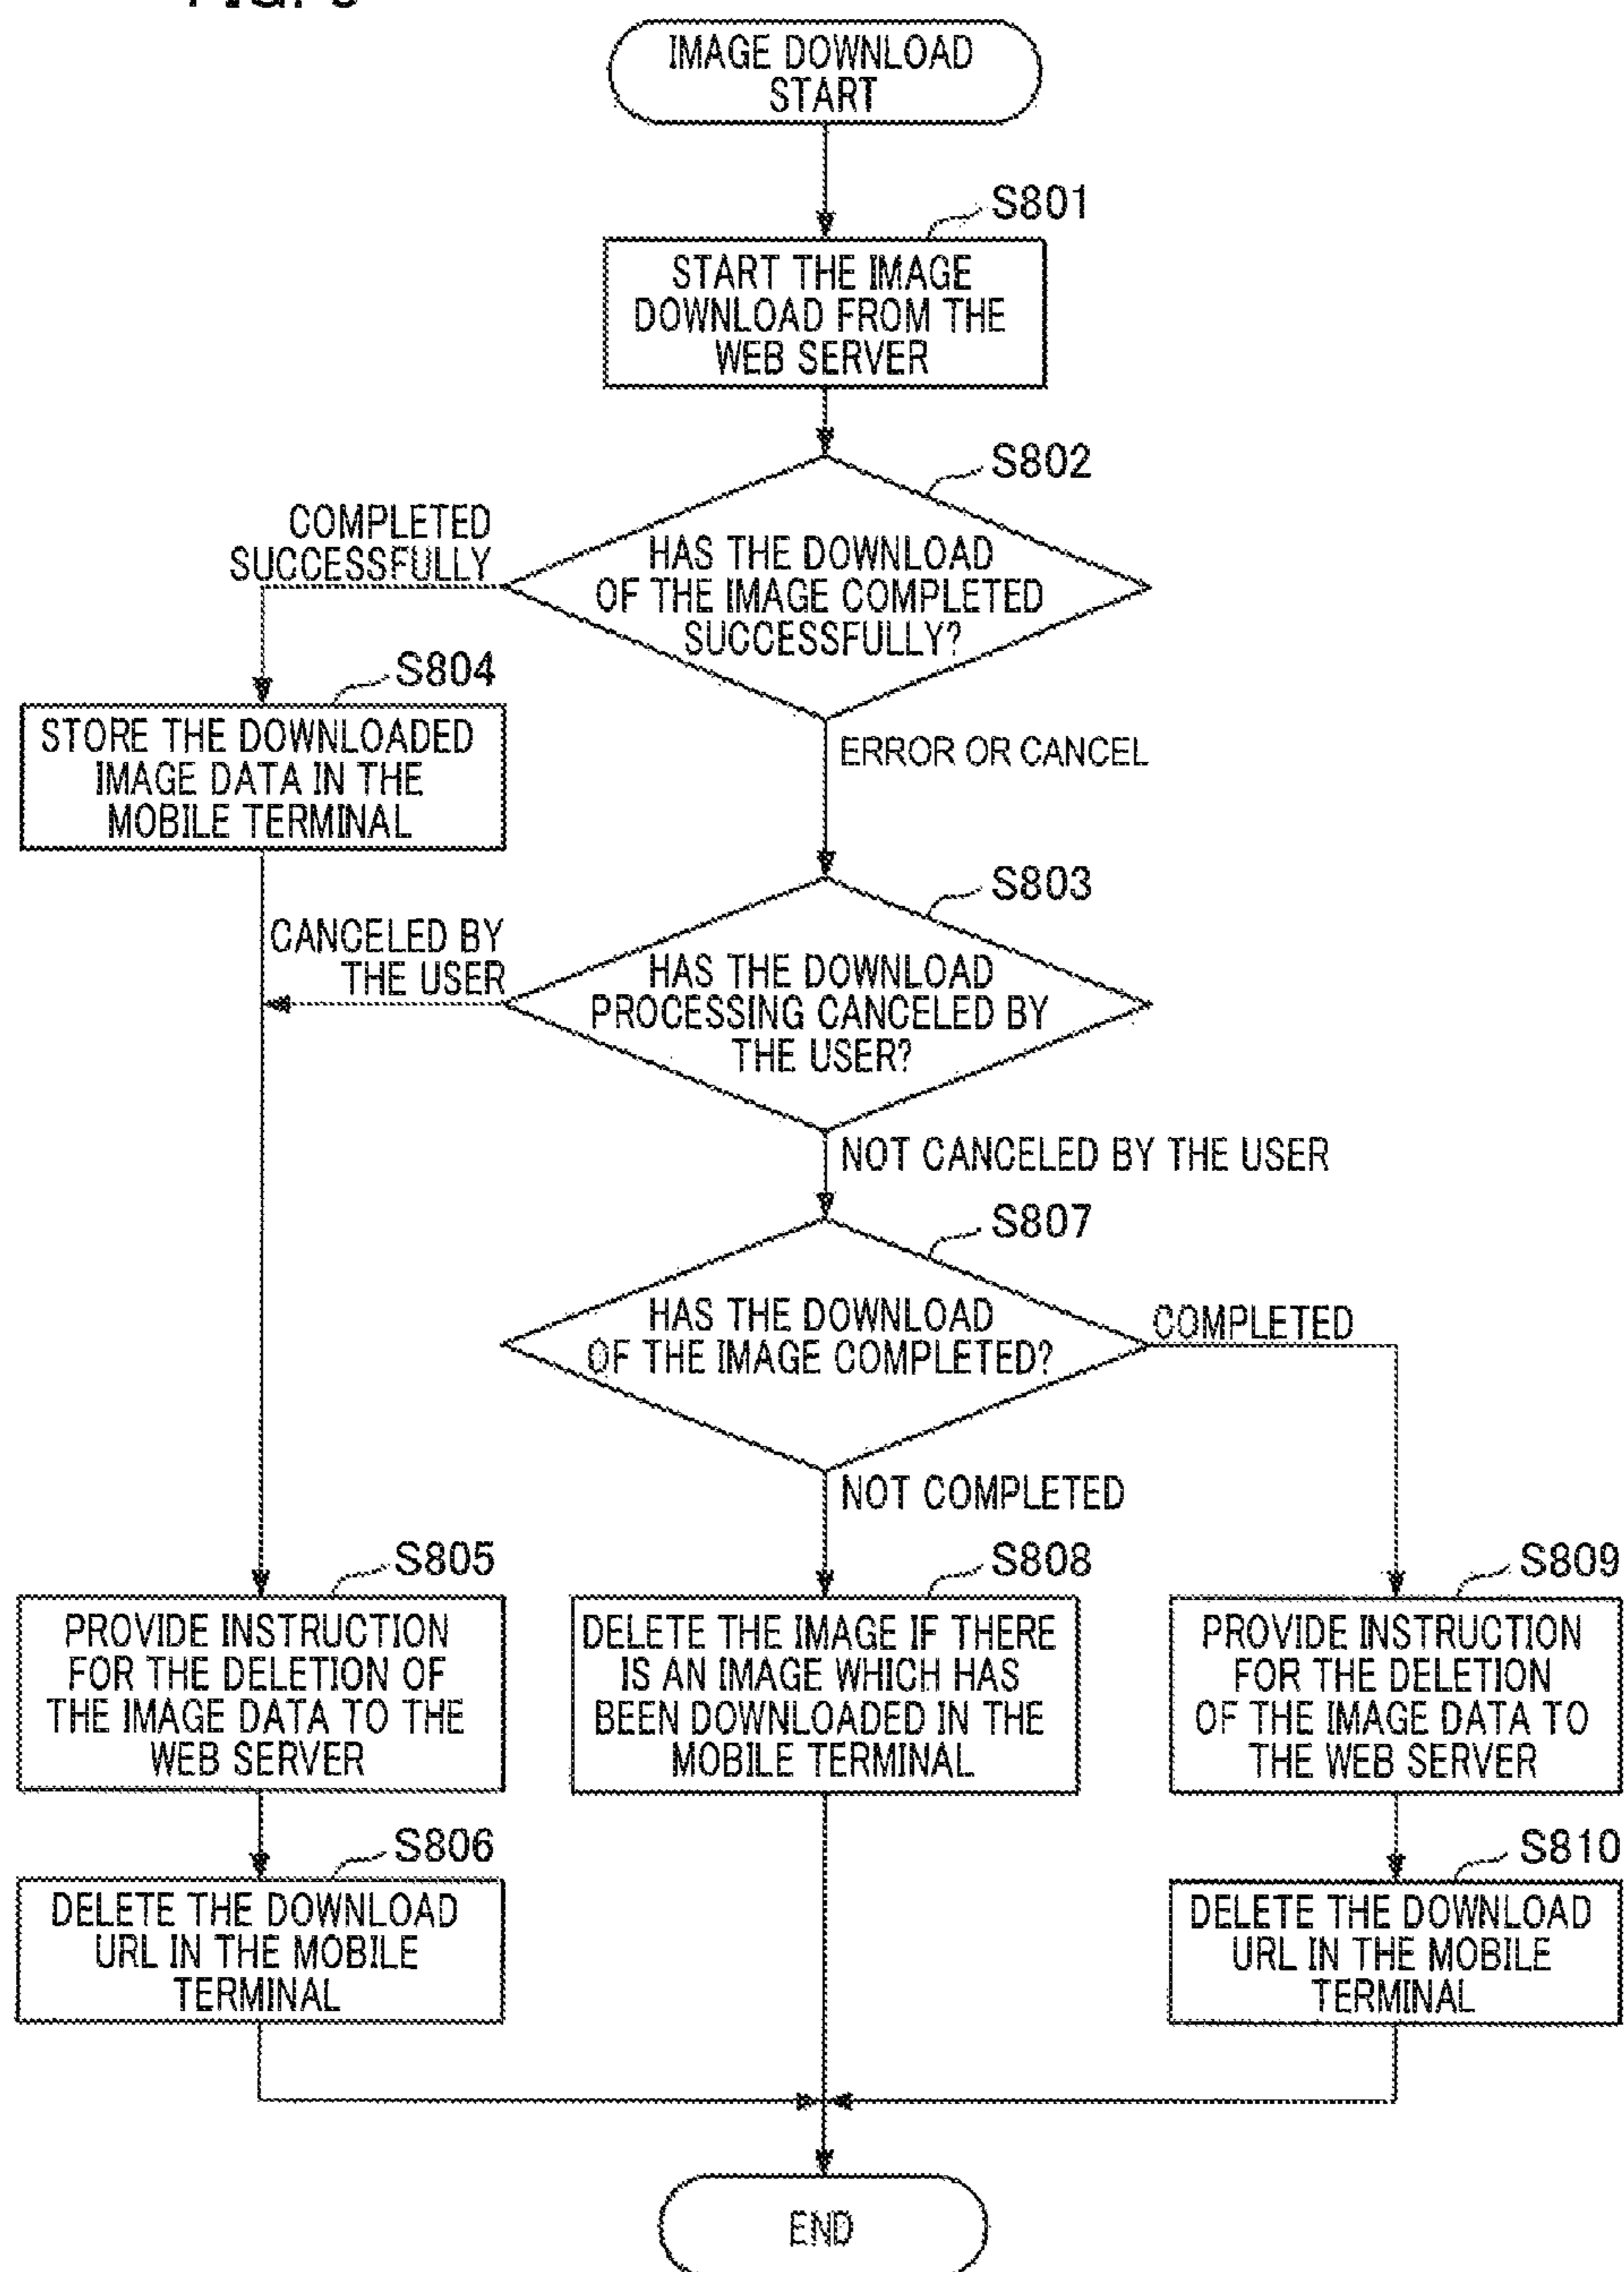 IMAGE DOWNLOAD
START
S801
START THE IMAGE
DOWNLOAD FROM THE
WEB SERVER
S802
COMPLETED
SUCCESSFULLY
HAS THE DOWNLOAD
OF THE IMAGE COMPLETED
SUCCESSFULLY?
S804
STORE THE DOWNLOADED
IMAGE DATA IN THE
MOBILE TERMINAL
ERROR OR CANCEL
S803
CANCELED BY
THE USER
HAS THE DOWNLOAD
PROCESSING CANCELED BY
THE USER?
NOT CANCELED BY THE USER
S807
HAS THE DOWNLOAD
OF THE IMAGE COMPLETED?
COMPLETED
NOT COMPLETED
S805
PROVIDE INSTRUCTION
FOR THE DELETION OF
THE IMAGE DATA TO THE
WEB SERVER
S808
DELETE THE IMAGE IF THERE
IS AN IMAGE WHICH HAS
BEEN DOWNLOADED IN THE
MOBILE TERMINAL
S809
PROVIDE INSTRUCTION
FOR THE DELETION
OF THE IMAGE DATA TO
THE WEB SERVER
S806
DELETE THE DOWNLOAD
URL IN THE MOBILE
TERMINAL
S810
DELETE THE DOWNLOAD
URL IN THE MOBILE
TERMINAL
END